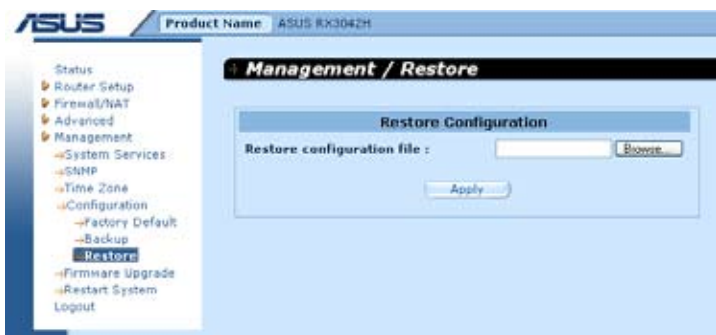 ASUS
Product Name ASUS RX3042H
Status
Router Setup
Firewall/NAT
Advanced
Management
System Services
SNMP
Time Zone
Configuration
Factory Default
Backup
Restore
Firmware Upgrade
Restart System
Logout
Management / Restore
Restore Configuration
Restore configuration file :
Browse...
Apply